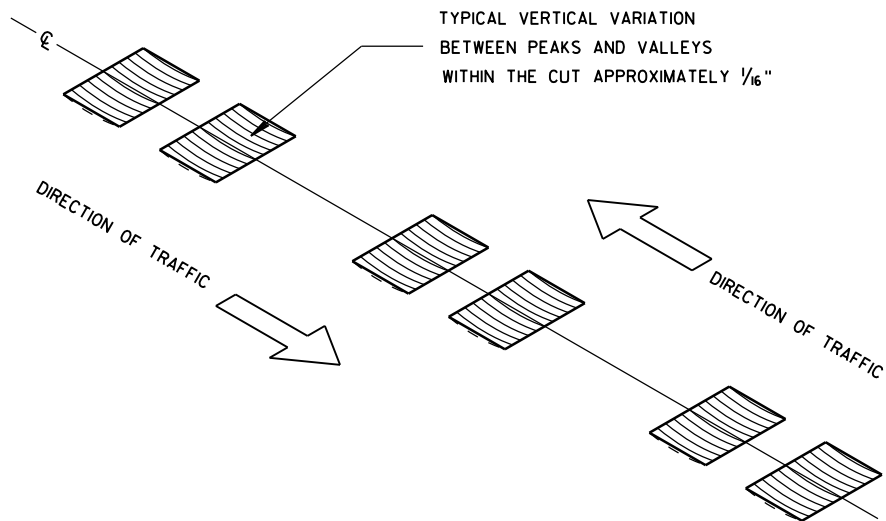 TYPICAL VERTICAL VARIATION
BETWEEN PEAKS AND VALLEYS
WITHIN THE CUT APPROXIMATELY 1/16"
℄
DIRECTION OF TRAFFIC
DIRECTION OF TRAFFIC